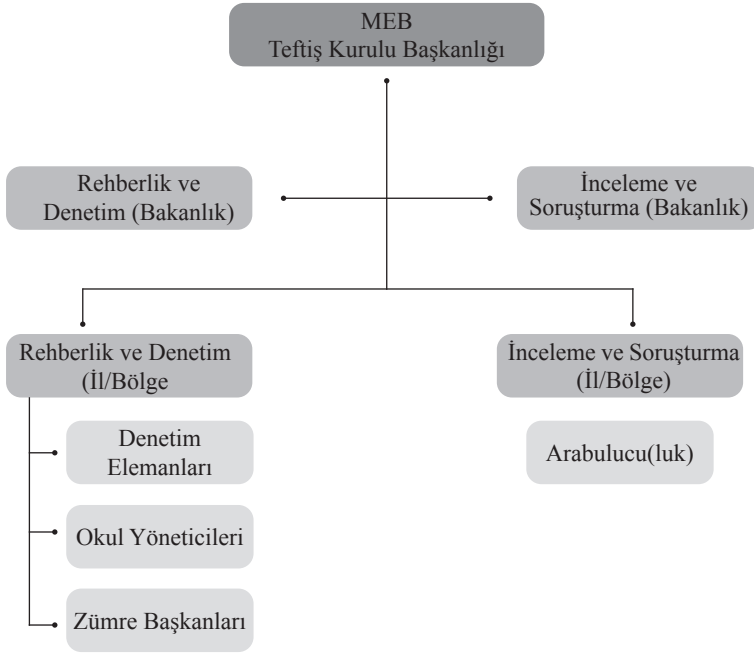 MEB
Teftiş Kurulu Başkanlığı
Rehberlik ve
Denetim (Bakanlık)
İnceleme ve
Soruşturma (Bakanlık)
Rehberlik ve Denetim
(İl/Bölge
İnceleme ve Soruşturma
(İl/Bölge)
Denetim
Elemanları
Arabulucu(luk)
Okul Yöneticileri
Zümre Başkanları